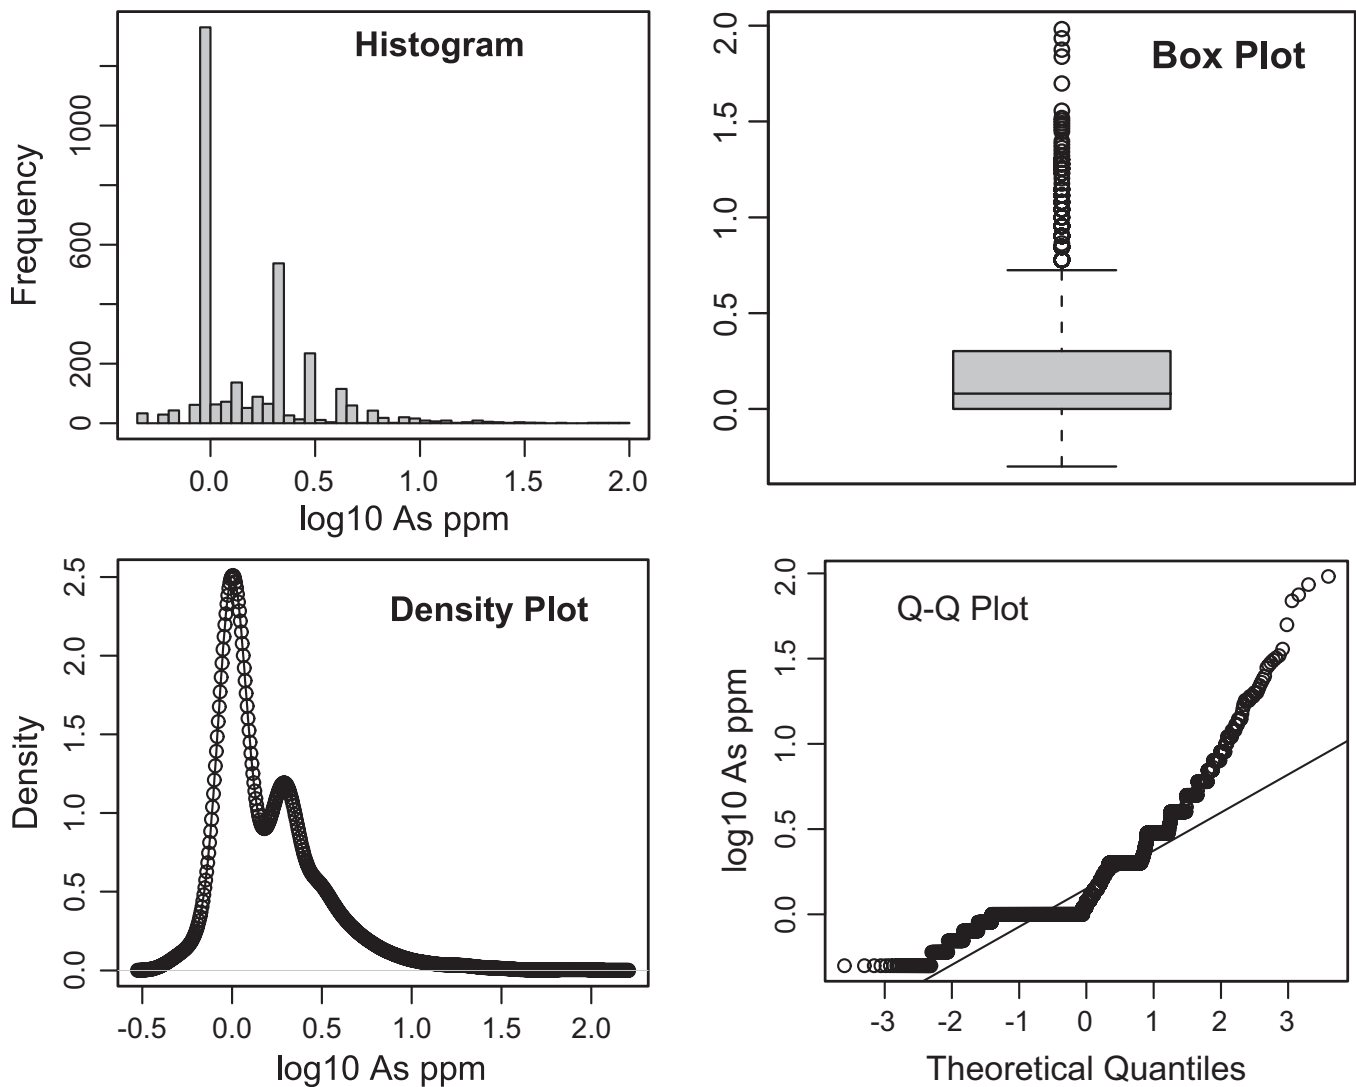 Histogram
Frequency
0
200
600
1000
0.0 0.5 1.0 1.5 2.0
log10 As ppm
Box Plot
0.0
0.5
1.0
1.5
2.0
Density Plot
Density
0.0
0.5
1.0
1.5
2.0
2.5
-0.5 0.0 0.5 1.0 1.5 2.0
log10 As ppm
Q-Q Plot
log10 As ppm
0.0
0.5
1.0
1.5
2.0
-3 -2 -1 0 1 2 3
Theoretical Quantiles